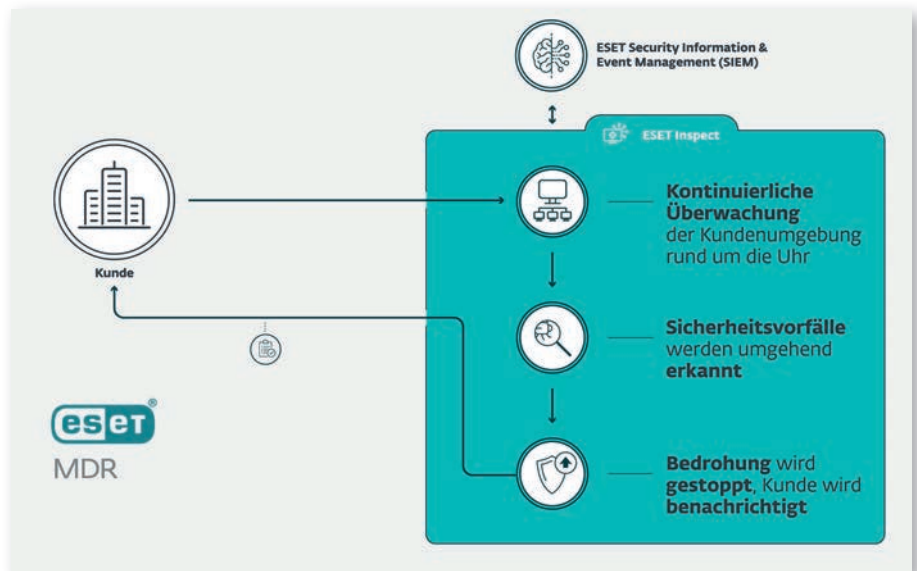 ESET Security Information &
Event Management (SIEM)
ESET Inspect
Kontinuierliche
Überwachung
der Kundenumgebung
rund um die Uhr
Kunde
Sicherheitsvorfälle
werden umgehend
erkannt
eseT®
MDR
Bedrohung wird
gestoppt, Kunde wird
benachrichtigt